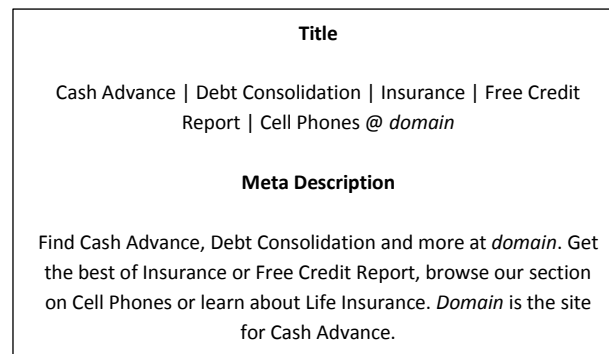 Title
Cash Advance | Debt Consolidation | Insurance | Free Credit
Report | Cell Phones @ domain
Meta Description
Find Cash Advance, Debt Consolidation and more at domain. Get
the best of Insurance or Free Credit Report, browse our section
on Cell Phones or learn about Life Insurance. Domain is the site
for Cash Advance.